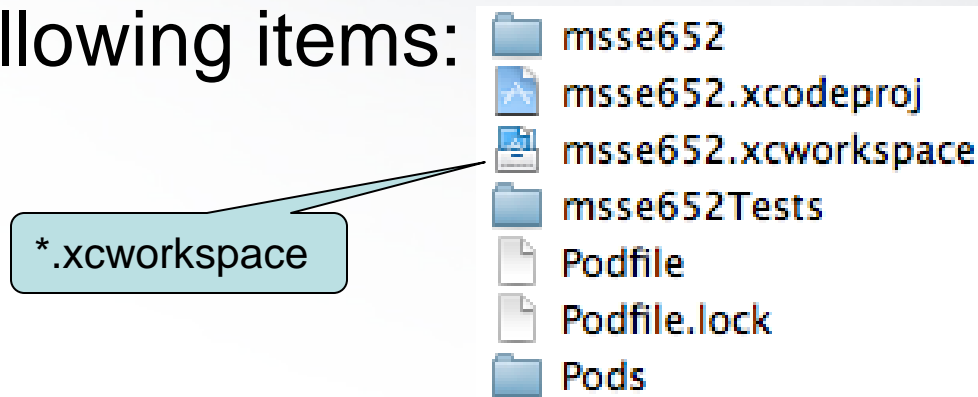 llowing items:
msse652
msse652.xcodeproj
msse652.xcworkspace
msse652Tests
Podfile
Podfile.lock
Pods
*.xcworkspace